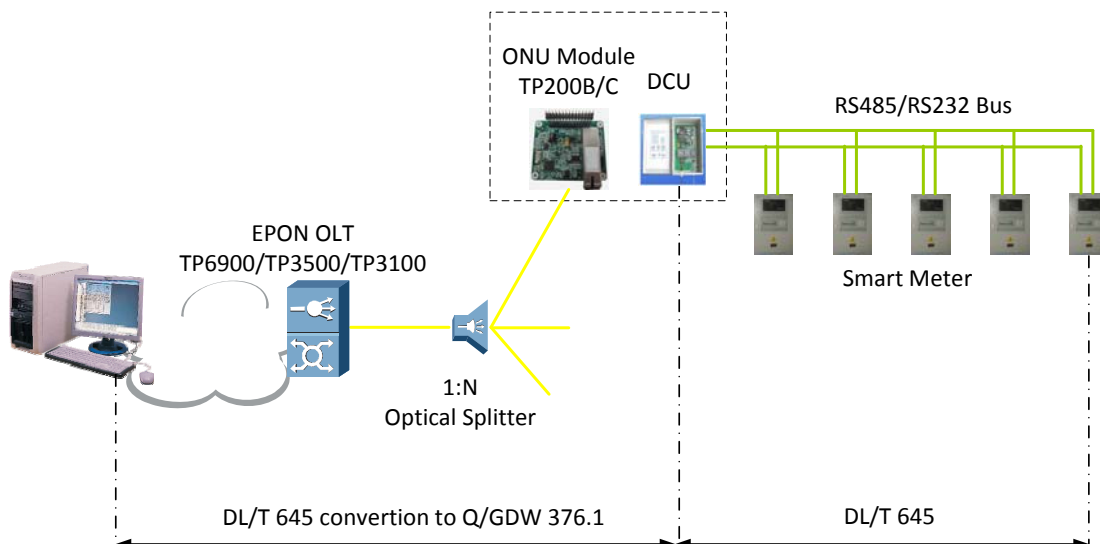 ONU Module
TP200B/C
DCU
RS485/RS232 Bus
EPON OLT
TP6900/TP3500/TP3100
Smart Meter
1:N
Optical Splitter
DL/T 645 convertion to Q/GDW 376.1
DL/T 645